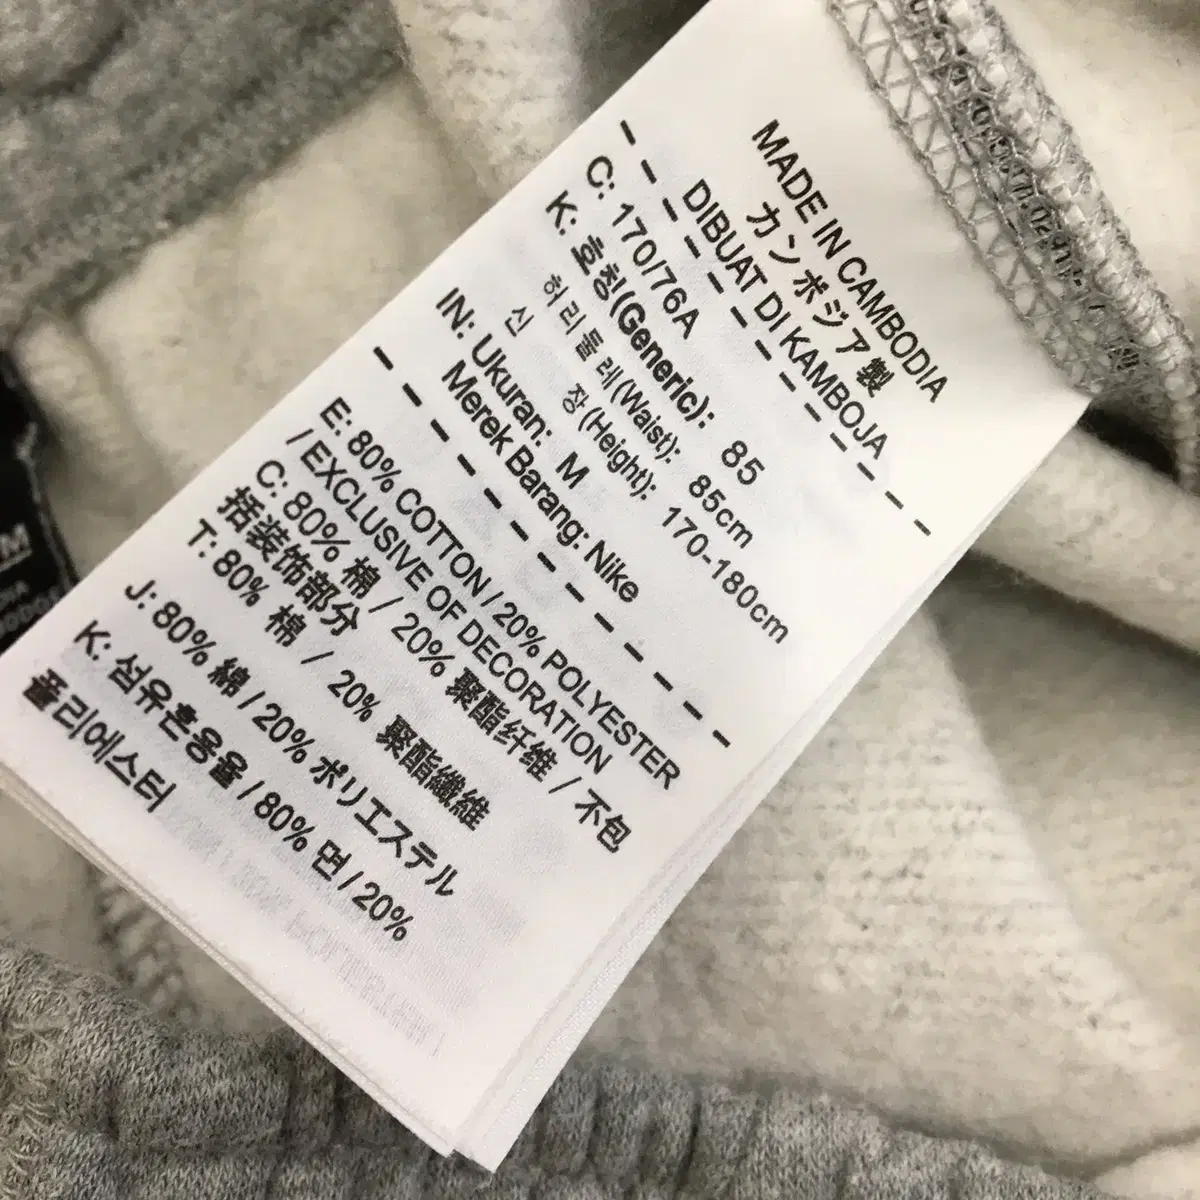 MADE IN CAMBODIA
カンボジア製
DIBUAT DI KAMBOJA
C: 170/76A
K: 호칭(Generic): 85
허리둘레(Waist): 85cm
신 장(Height): 170-180cm
IN: Ukuran: M
Merek Barang: Nike
E: 80% COTTON / 20% POLYESTER
/ EXCLUSIVE OF DECORATION
C: 80% 棉 / 20% 聚酯纤维 / 不包
括装饰部分
T: 80% 棉 / 20% 聚酯纖維
J: 80% 綿 / 20% ポリエステル
K: 섬유혼용율 / 80% 면 / 20%
폴리에스터
M